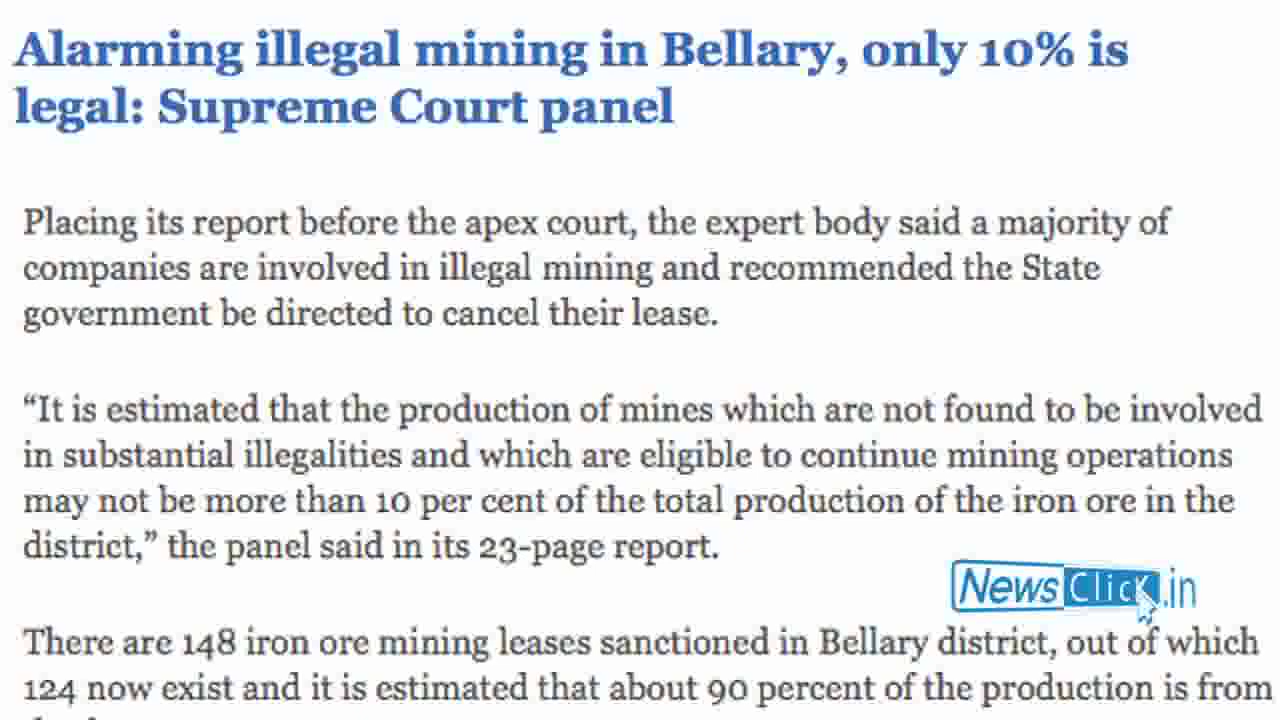 Alarming illegal mining in Bellary, only 10% is
legal: Supreme Court panel
Placing its report before the apex court, the expert body said a majority of
companies are involved in illegal mining and recommended the State
government be directed to cancel their lease.
“It is estimated that the production of mines which are not found to be involved
in substantial illegalities and which are eligible to continue mining operations
may not be more than 10 per cent of the total production of the iron ore in the
district,” the panel said in its 23-page report.
NewsClick.in
There are 148 iron ore mining leases sanctioned in Bellary district, out of which
124 now exist and it is estimated that about 90 percent of the production is from